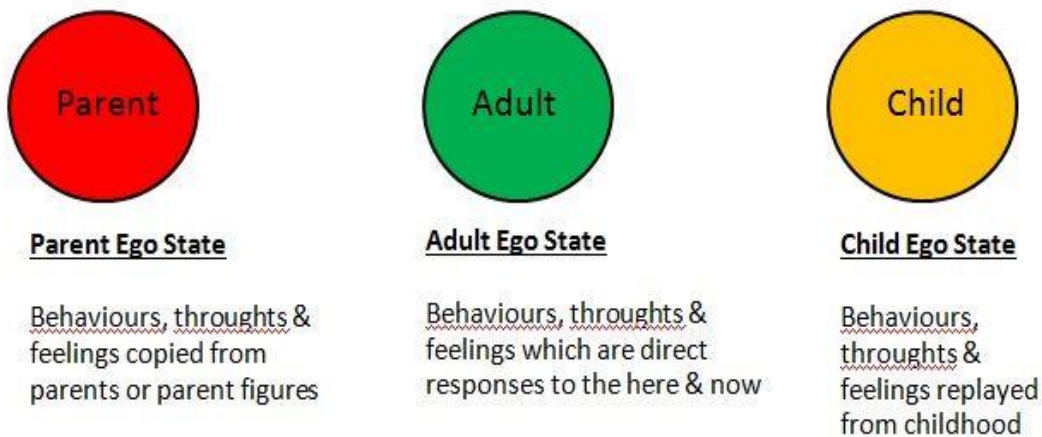 Parent
Adult
Child
Parent Ego State
Adult Ego State
Child Ego State
Behaviours, throughts &
feelings copied from
parents or parent figures
Behaviours, throughts &
feelings which are direct
responses to the here & now
Behaviours,
throughts &
feelings replayed
from childhood